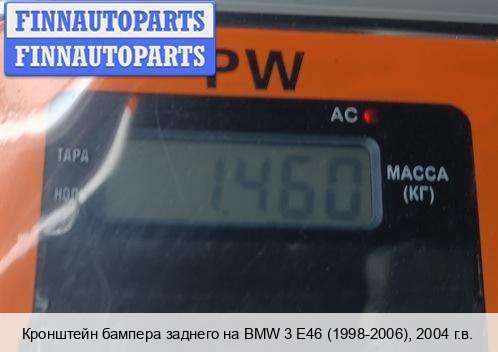 FINNAUTOPARTS
FINNAUTOPARTS
PW
AC
ТАРА
1.460
МАССА
(КГ)
Кронштейн бампера заднего на BMW 3 E46 (1998-2006), 2004 г.в.